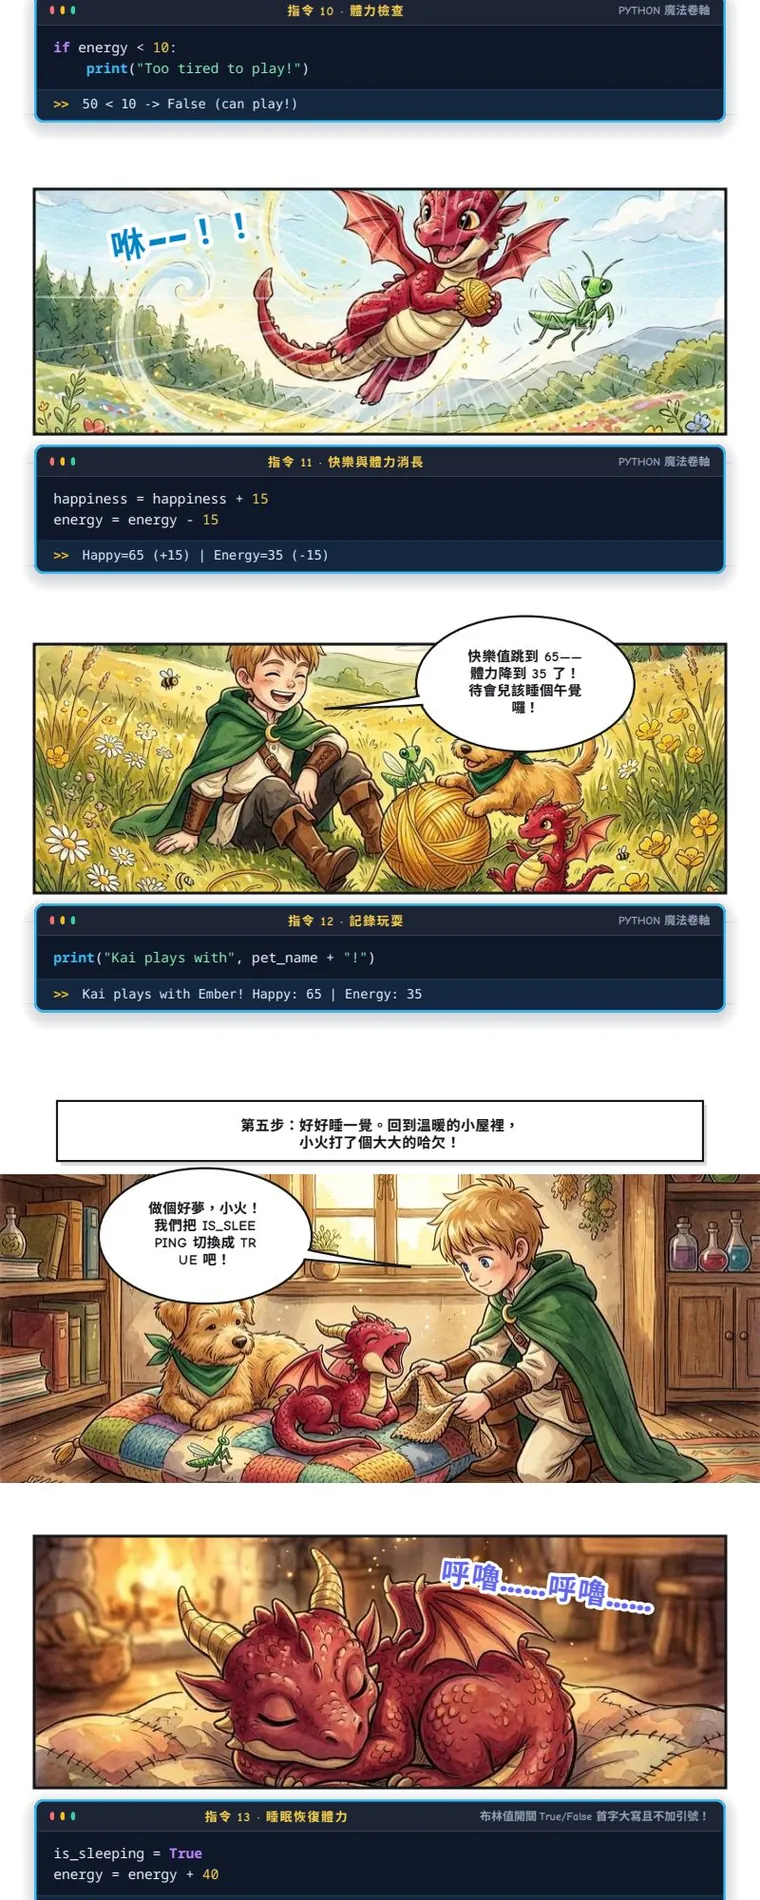 指令 10 · 體力檢查
PYTHON 魔法卷軸
if energy < 10:
    print("Too tired to play!")
>> 50 < 10 -> False (can play!)
咻——！！
指令 11 · 快樂與體力消長
PYTHON 魔法卷軸
happiness = happiness + 15
energy = energy - 15
>> Happy=65 (+15) | Energy=35 (-15)
快樂值跳到 65——
體力降到 35 了！
待會兒該睡個午覺
囉！
指令 12 · 記錄玩耍
PYTHON 魔法卷軸
print("Kai plays with", pet_name + "!")
>> Kai plays with Ember! Happy: 65 | Energy: 35
第五步：好好睡一覺。回到溫暖的小屋裡，
小火打了個大大的哈欠！
做個好夢，小火！
我們把 IS_SLEE
PING 切換成 TR
UE 吧！
呼嚕……呼嚕……
指令 13 · 睡眠恢復體力
布林值開關 True/False 首字大寫且不加引號！
is_sleeping = True
energy = energy + 40